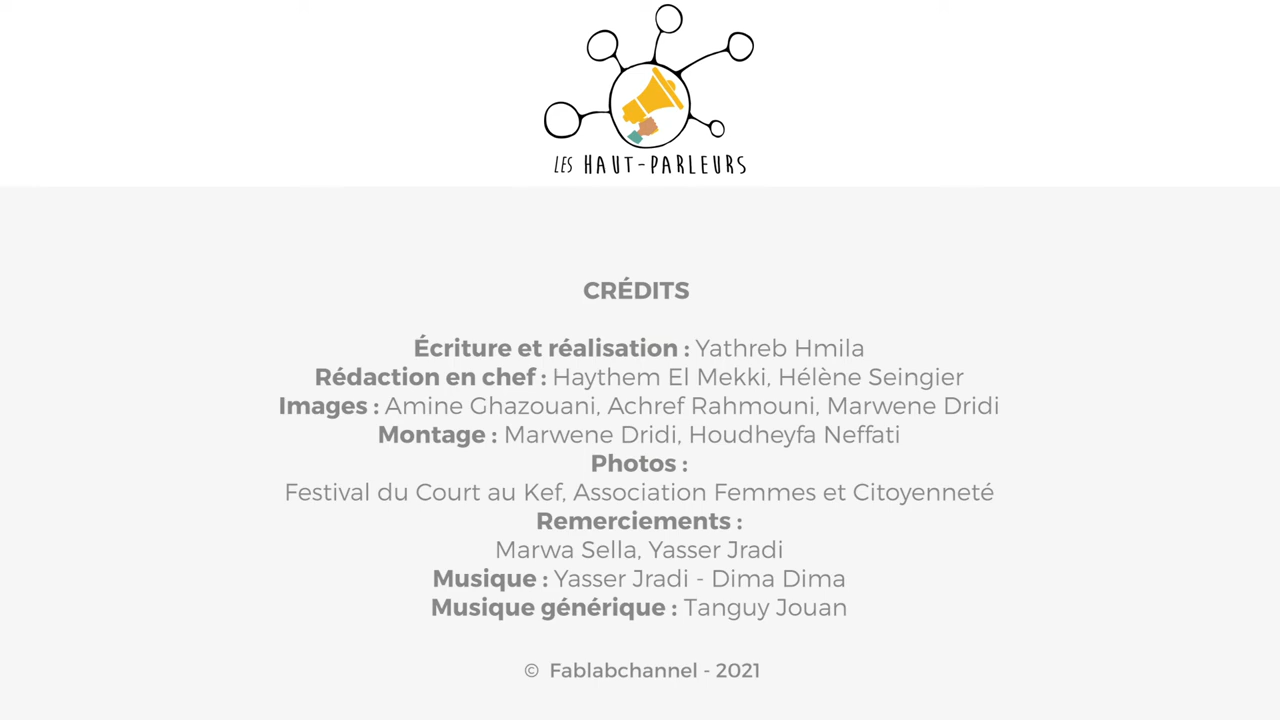 LES HAUT-PARLEURS
CRÉDITS
Écriture et réalisation : Yathreb Hmila
Rédaction en chef : Haythem El Mekki, Hélène Seingier
Images : Amine Ghazouani, Achref Rahmouni, Marwene Dridi
Montage : Marwene Dridi, Houdheyfa Neffati
Photos :
Festival du Court au Kef, Association Femmes et Citoyenneté
Remerciements :
Marwa Sella, Yasser Jradi
Musique : Yasser Jradi - Dima Dima
Musique générique : Tanguy Jouan
© Fablabchannel - 2021